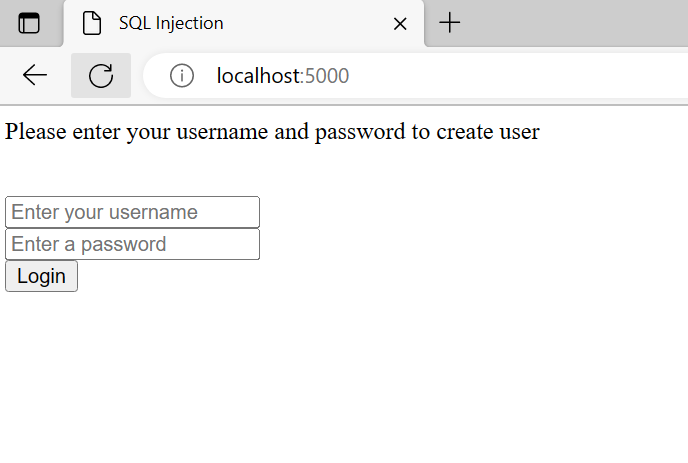 SQL Injection
localhost:5000
Please enter your username and password to create user
Enter your username
Enter a password
Login